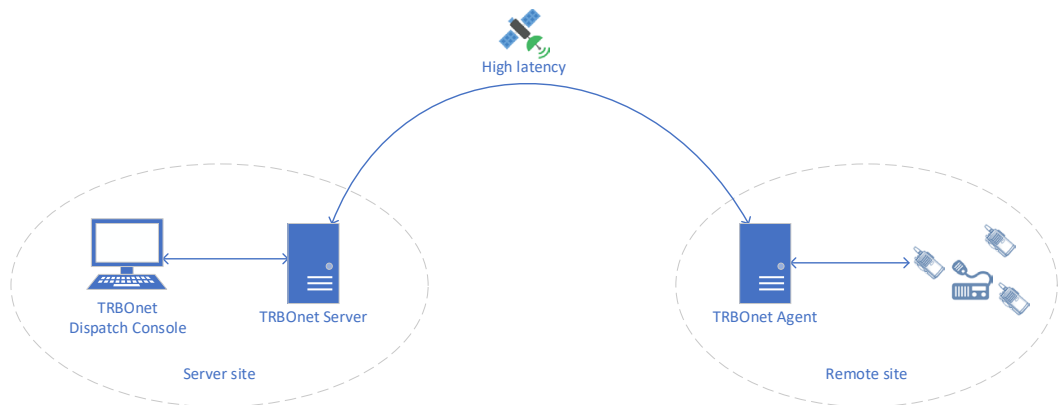 High latency
TRBOnet
Dispatch Console
TRBOnet Server
TRBOnet Agent
Server site
Remote site